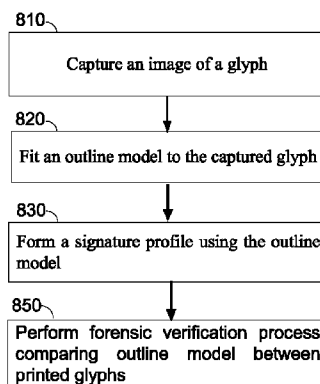 810
Capture an image of a glyph
820
Fit an outline model to the captured glyph
830
Form a signature profile using the outline
model
850
Perform forensic verification process
comparing outline model between
printed glyphs